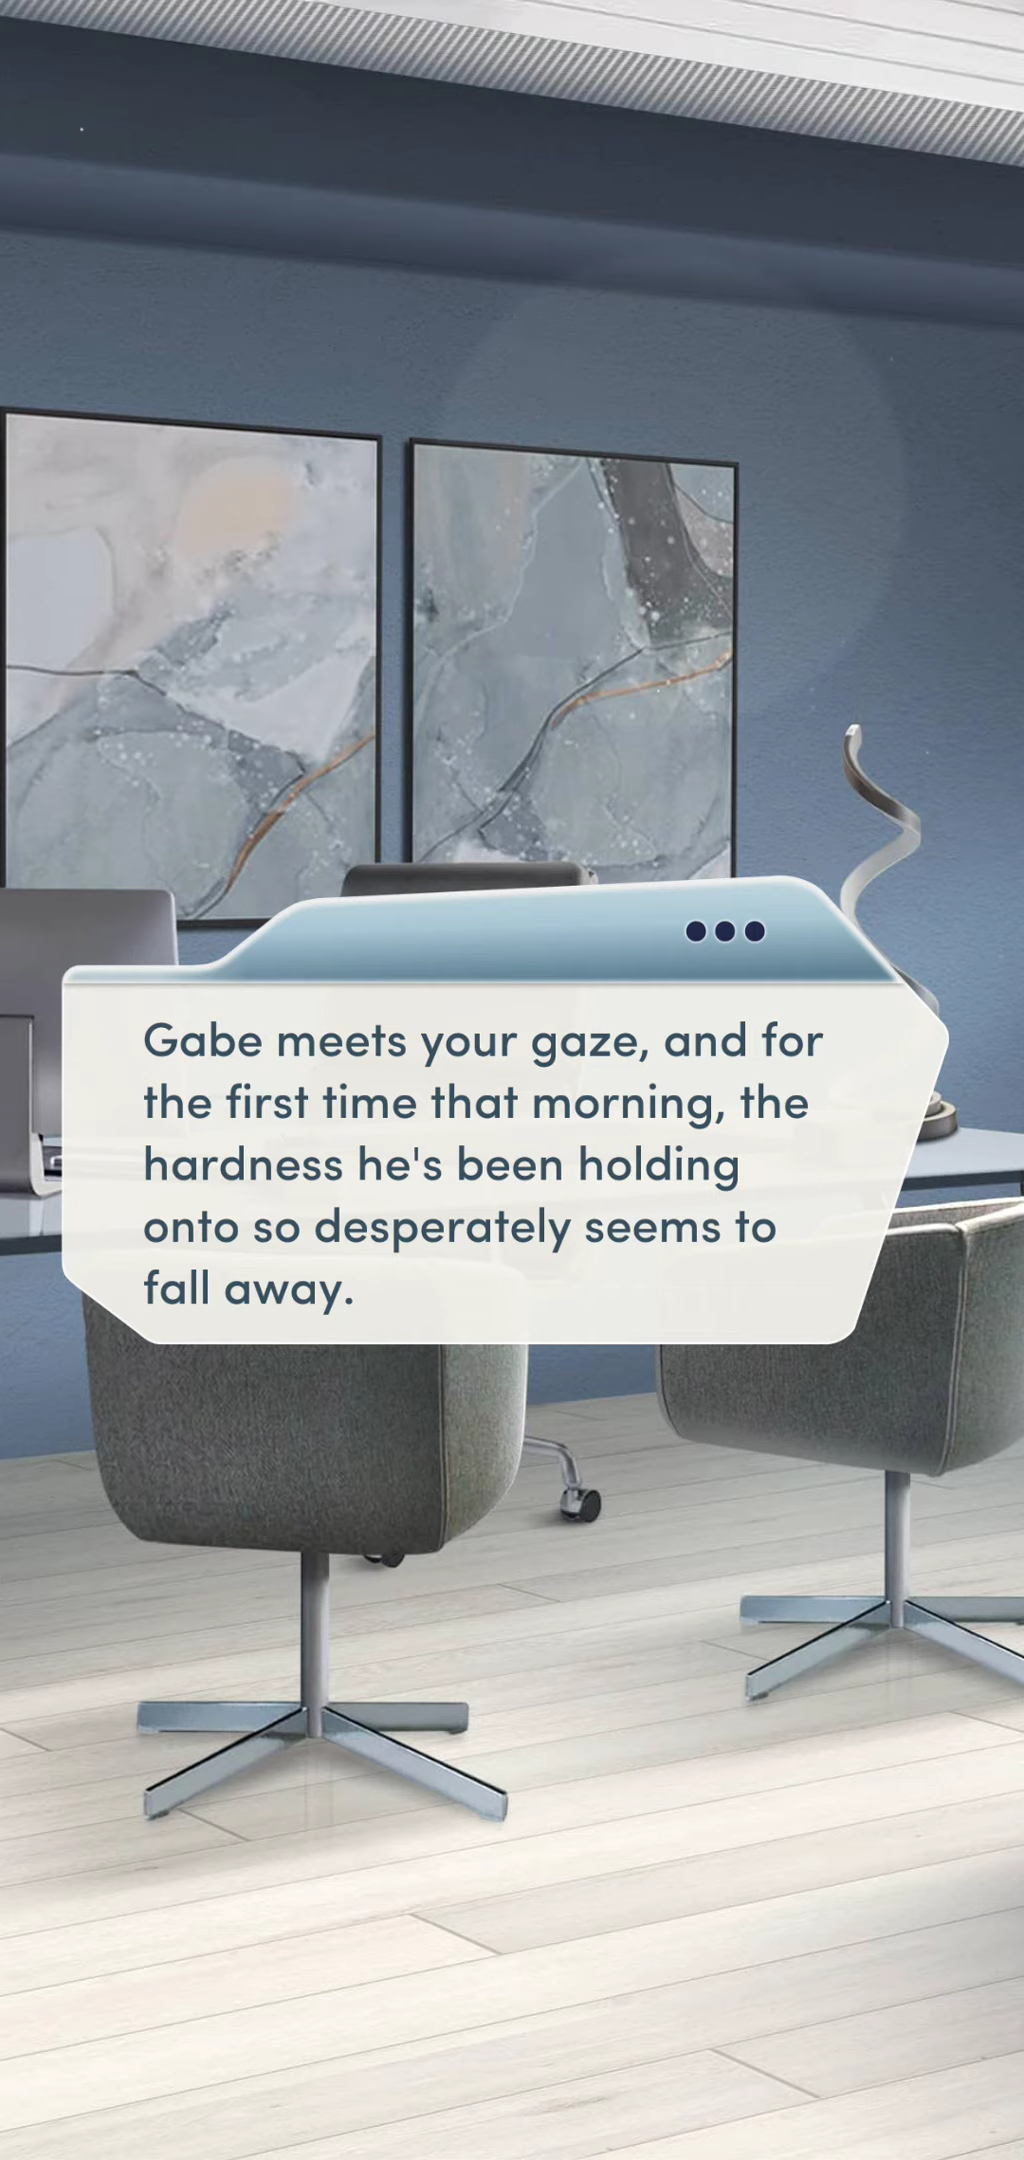 Gabe meets your gaze, and for
the first time that morning, the
hardness he's been holding
onto so desperately seems to
fall away.